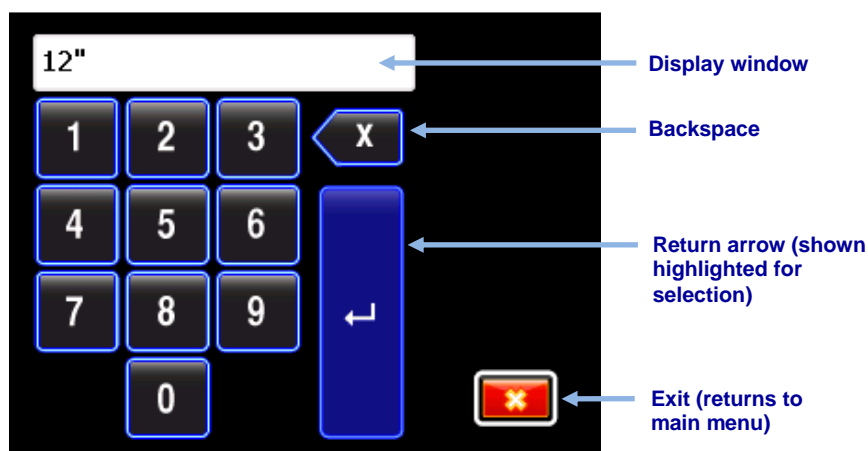 12"
Display window
1 2 3 X
Backspace
4 5 6
Return arrow (shown
highlighted for
selection)
7 8 9
0
Exit (returns to
main menu)